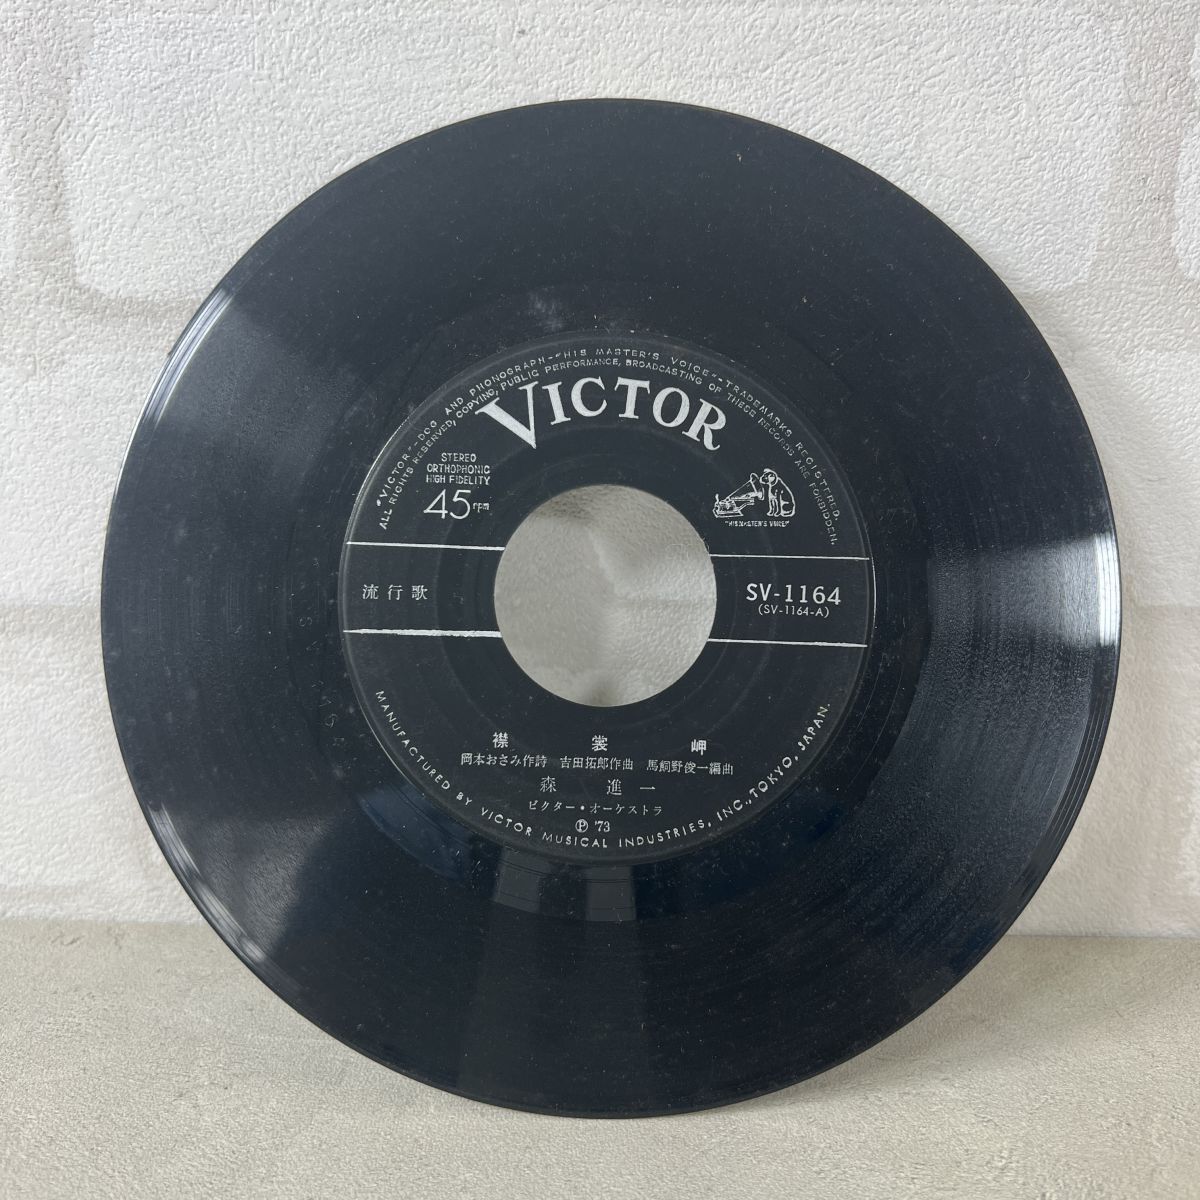 "VICTOR"-DOG AND PHONOGRAPH-"HIS MASTER'S VOICE"-TRADEMARKS REGISTERED.
ALL RIGHTS RESERVED, COPYING, PUBLIC PERFORMANCE, BROADCASTING OF THESE RECORDS ARE FORBIDDEN.
VICTOR
STEREO
ORTHOPHONIC
HIGH FIDELITY
45rpm
"HIS MASTER'S VOICE"
流行歌
SV-1164
(SV-1164-A)
襟裳岬
岡本おさみ作詩 吉田拓郎作曲 馬飼野俊一編曲
森 進一
ビクター・オーケストラ
Ⓟ '73
MANUFACTURED BY VICTOR MUSICAL INDUSTRIES, INC., TOKYO, JAPAN.